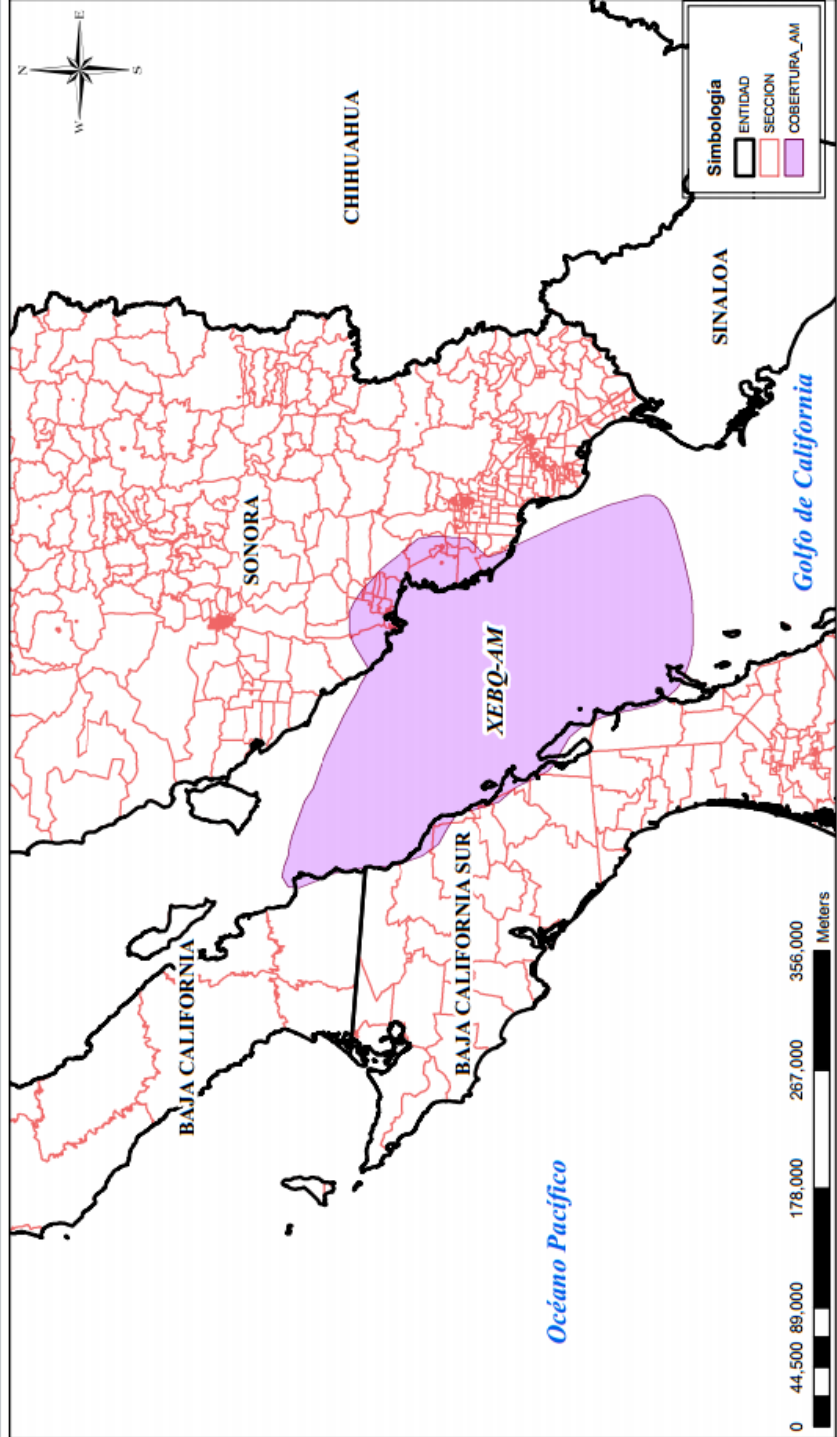 N
W
E
S
CHIHUAHUA
SONORA
BAJA CALIFORNIA
XEBQ-AM
BAJA CALIFORNIA SUR
SINALOA
Océano Pacífico
Golfo de California
Simbología
ENTIDAD
SECCION
COBERTURA_AM
0 44,500 89,000 178,000 267,000 356,000
Meters